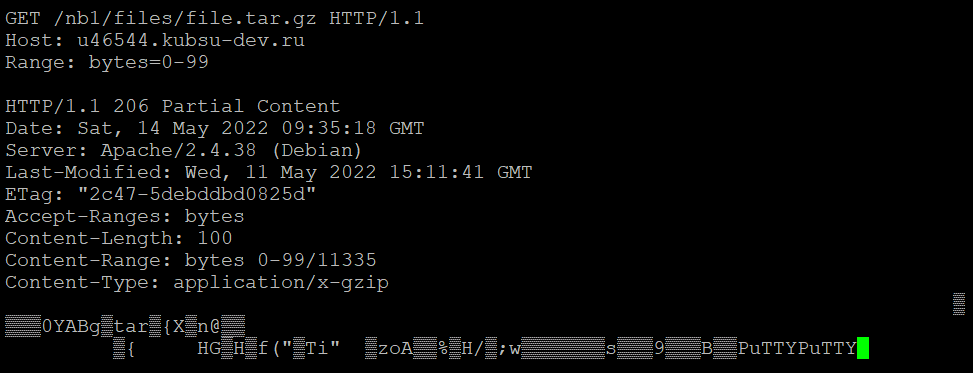 GET /nb1/files/file.tar.gz HTTP/1.1
Host: u46544.kubsu-dev.ru
Range: bytes=0-99
HTTP/1.1 206 Partial Content
Date: Sat, 14 May 2022 09:35:18 GMT
Server: Apache/2.4.38 (Debian)
Last-Modified: Wed, 11 May 2022 15:11:41 GMT
ETag: "2c47-5debddbd0825d"
Accept-Ranges: bytes
Content-Length: 100
Content-Range: bytes 0-99/11335
Content-Type: application/x-gzip
▒
▒▒▒0YABg▒tar▒{X▒n@▒▒
▒{ HG▒H▒f("▒Ti" ▒zoA▒▒%▒H/▒;w▒▒▒▒▒▒▒s▒▒▒9▒▒▒B▒▒PuTTYPuTTY